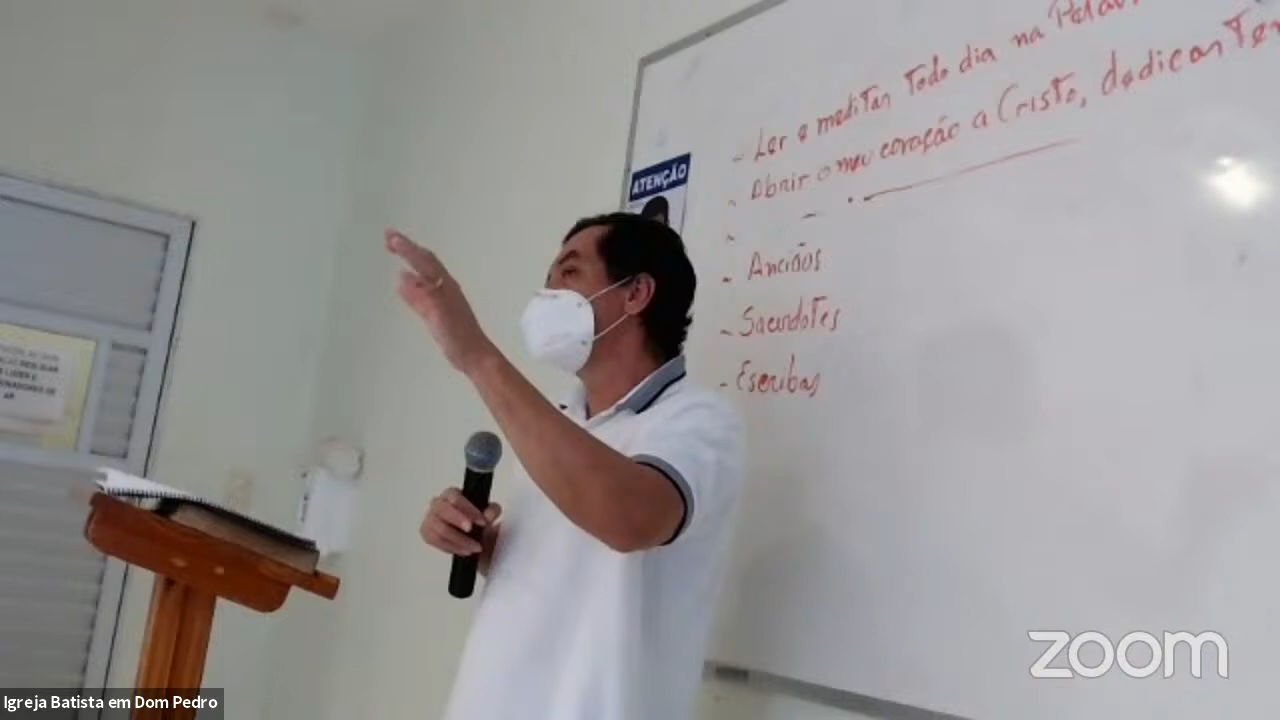 - Ler e meditar todo dia na
- Abrir o meu coração a Cristo, dedicar
ATENÇÃO
- Anciãos
- Sacerdotes
- Escribas
zoom
Igreja Batista em Dom Pedro